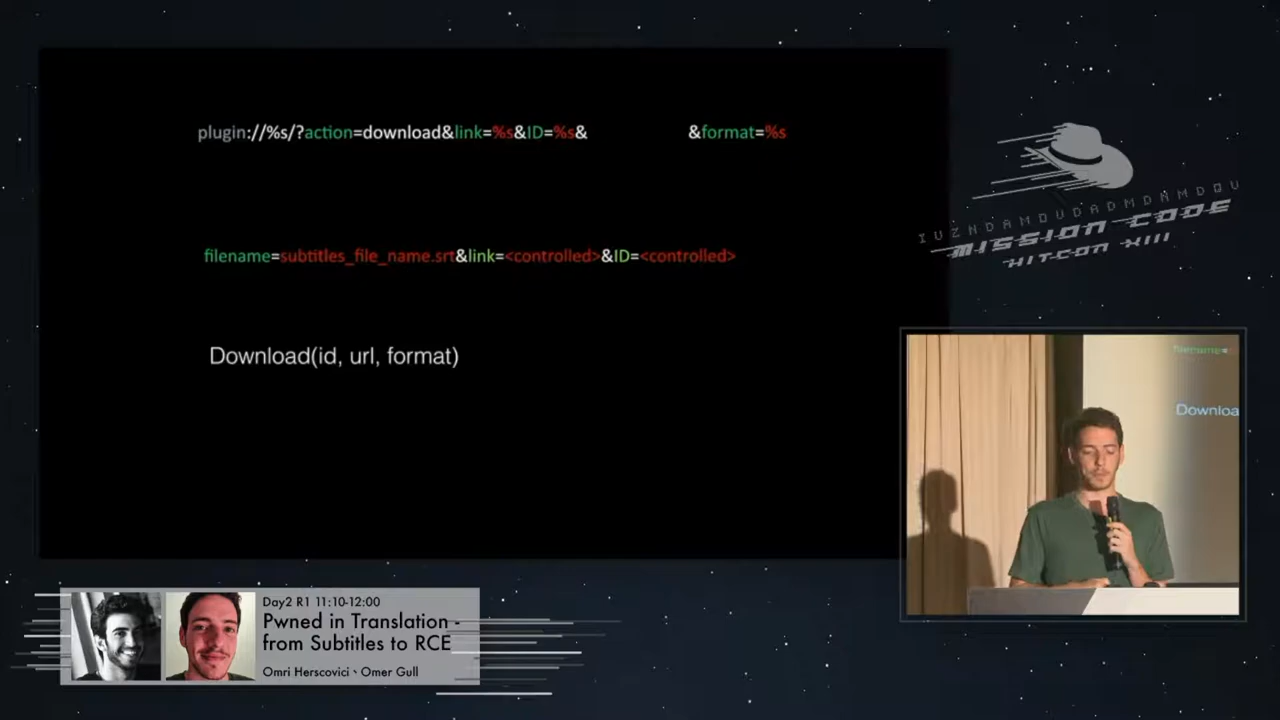 plugin://%s/?action=download&link=%s&ID=%s& &format=%s
filename=subtitles_file_name.srt&link=<controlled>&ID=<controlled>
Download(id, url, format)
MISSION CODE
HITCON XIII
filename=
Downloa
Day2 R1 11:10-12:00
Pwned in Translation -
from Subtitles to RCE
Omri Herscovici、Omer Gull